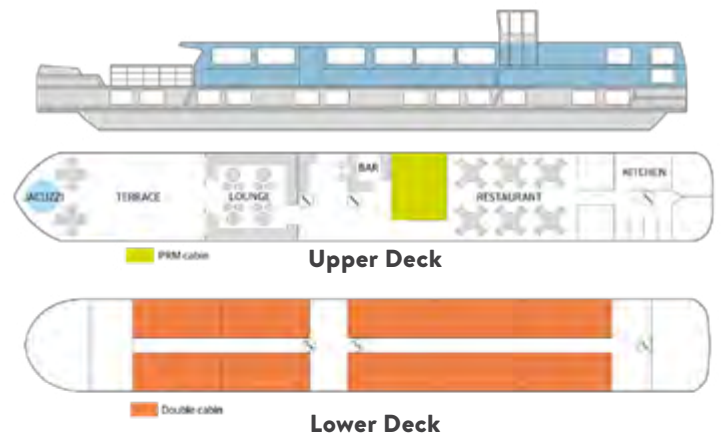 BAR
KITCHEN
JACUZZI
TERRACE
LOUNGE
RESTAURANT
PRM cabin
Upper Deck
Double cabin
Lower Deck